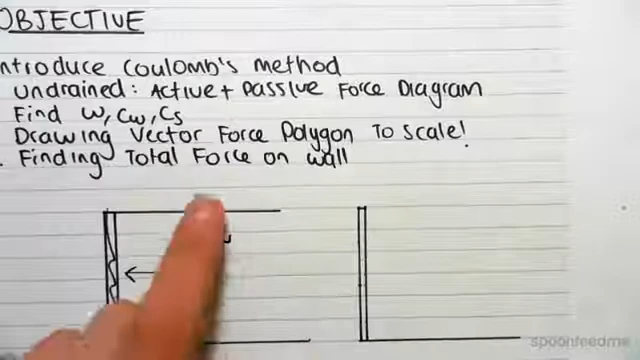 OBJECTIVE
ntroduce Coulomb's method
Undrained: Active + Passive Force Diagram
Find W, Cw, Cs
Drawing Vector Force Polygon To Scale!
. Finding Total Force on wall
spoonfeedme